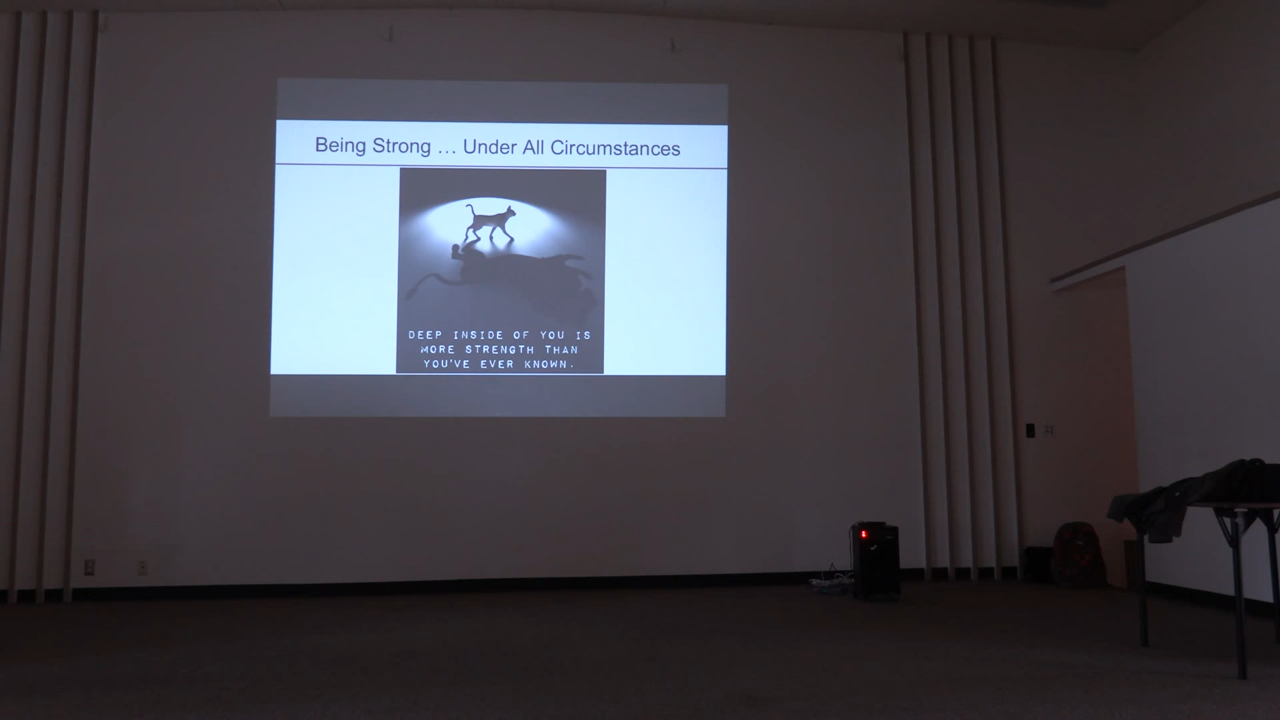 Being Strong … Under All Circumstances
DEEP INSIDE OF YOU IS
MORE STRENGTH THAN
YOU'VE EVER KNOWN.